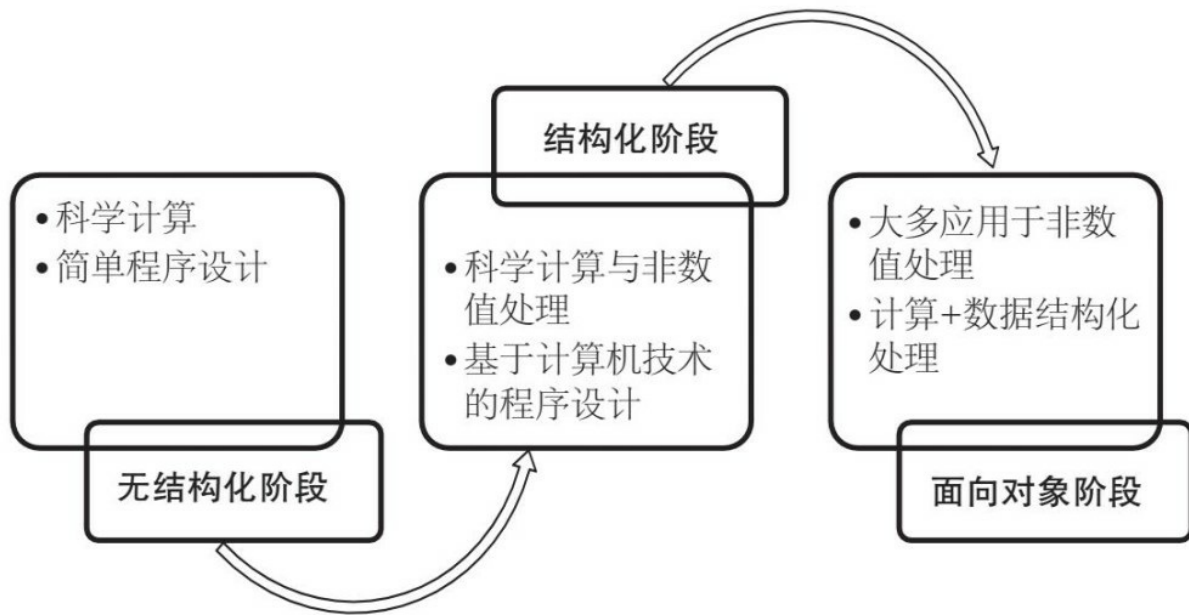 • 科学计算
• 简单程序设计
无结构化阶段
结构化阶段
• 科学计算与非数
值处理
• 基于计算机技术
的程序设计
• 大多应用于非数
值处理
• 计算+数据结构化
处理
面向对象阶段